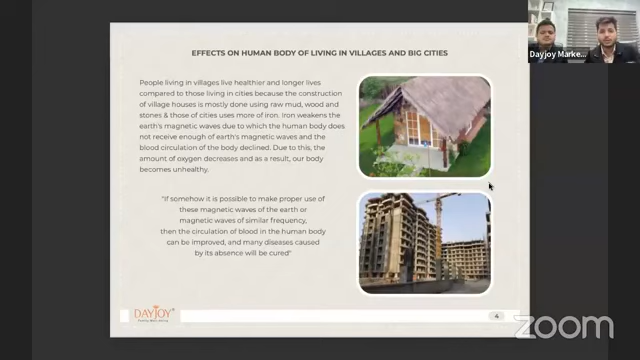 EFFECTS ON HUMAN BODY OF LIVING IN VILLAGES AND BIG CITIES
People living in villages live healthier and longer lives
compared to those living in cities because the construction
of village houses is mostly done using raw mud, wood and
stones & those of cities uses more of iron. Iron weakens the
earth's magnetic waves due to which the human body does
not receive enough of earth's magnetic waves and the
blood circulation of the body declined. Due to this, the
amount of oxygen decreases and as a result, our body
becomes unhealthy.
"If somehow it is possible to make proper use of
these magnetic waves of the earth or
magnetic waves of similar frequency,
then the circulation of blood in the human body
can be improved, and many diseases caused
by its absence will be cured"
DAYJOY
4
Dayjoy Marke...
zoom